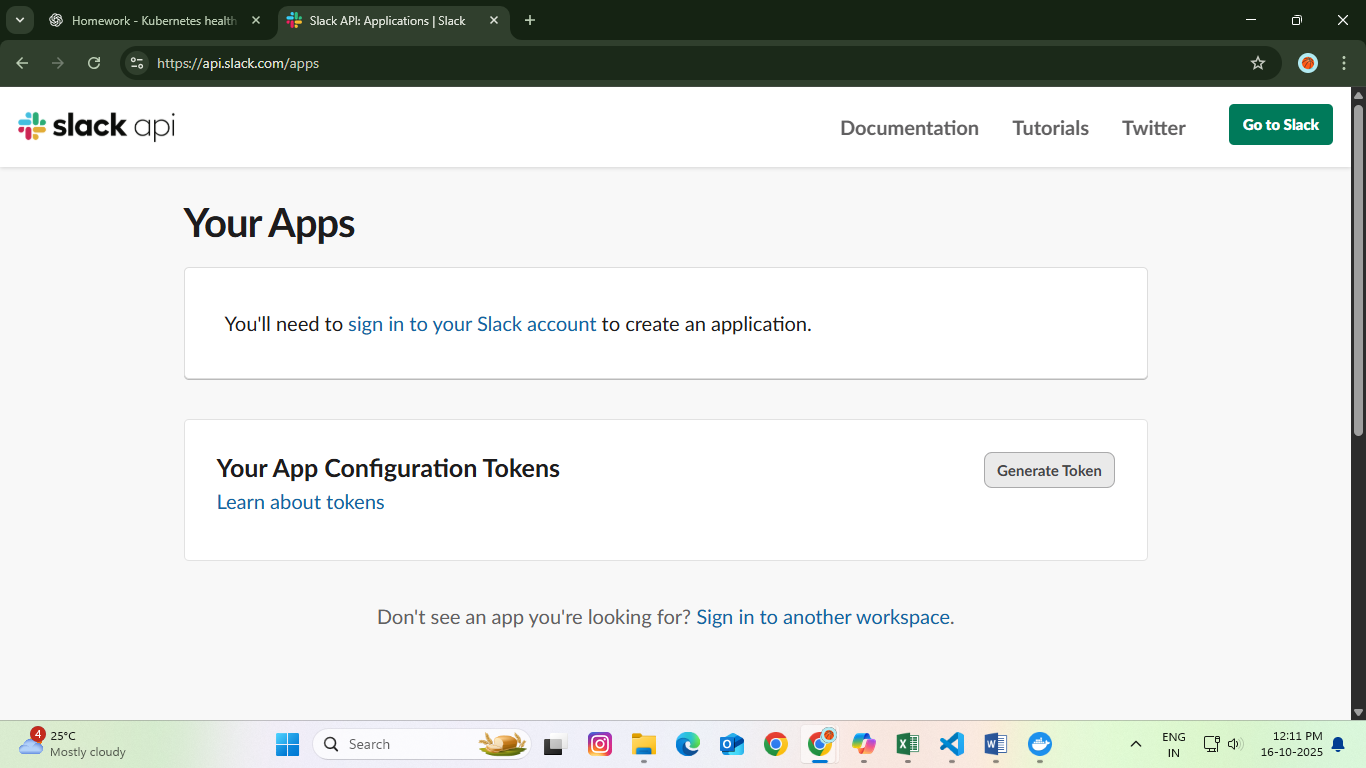 Homework - Kubernetes health
Slack API: Applications | Slack
https://api.slack.com/apps
slack api
Documentation
Tutorials
Twitter
Go to Slack
Your Apps
You'll need to sign in to your Slack account to create an application.
Your App Configuration Tokens
Generate Token
Learn about tokens
Don't see an app you're looking for? Sign in to another workspace.
4
25°C
Mostly cloudy
Search
ENG
IN
12:11 PM
16-10-2025